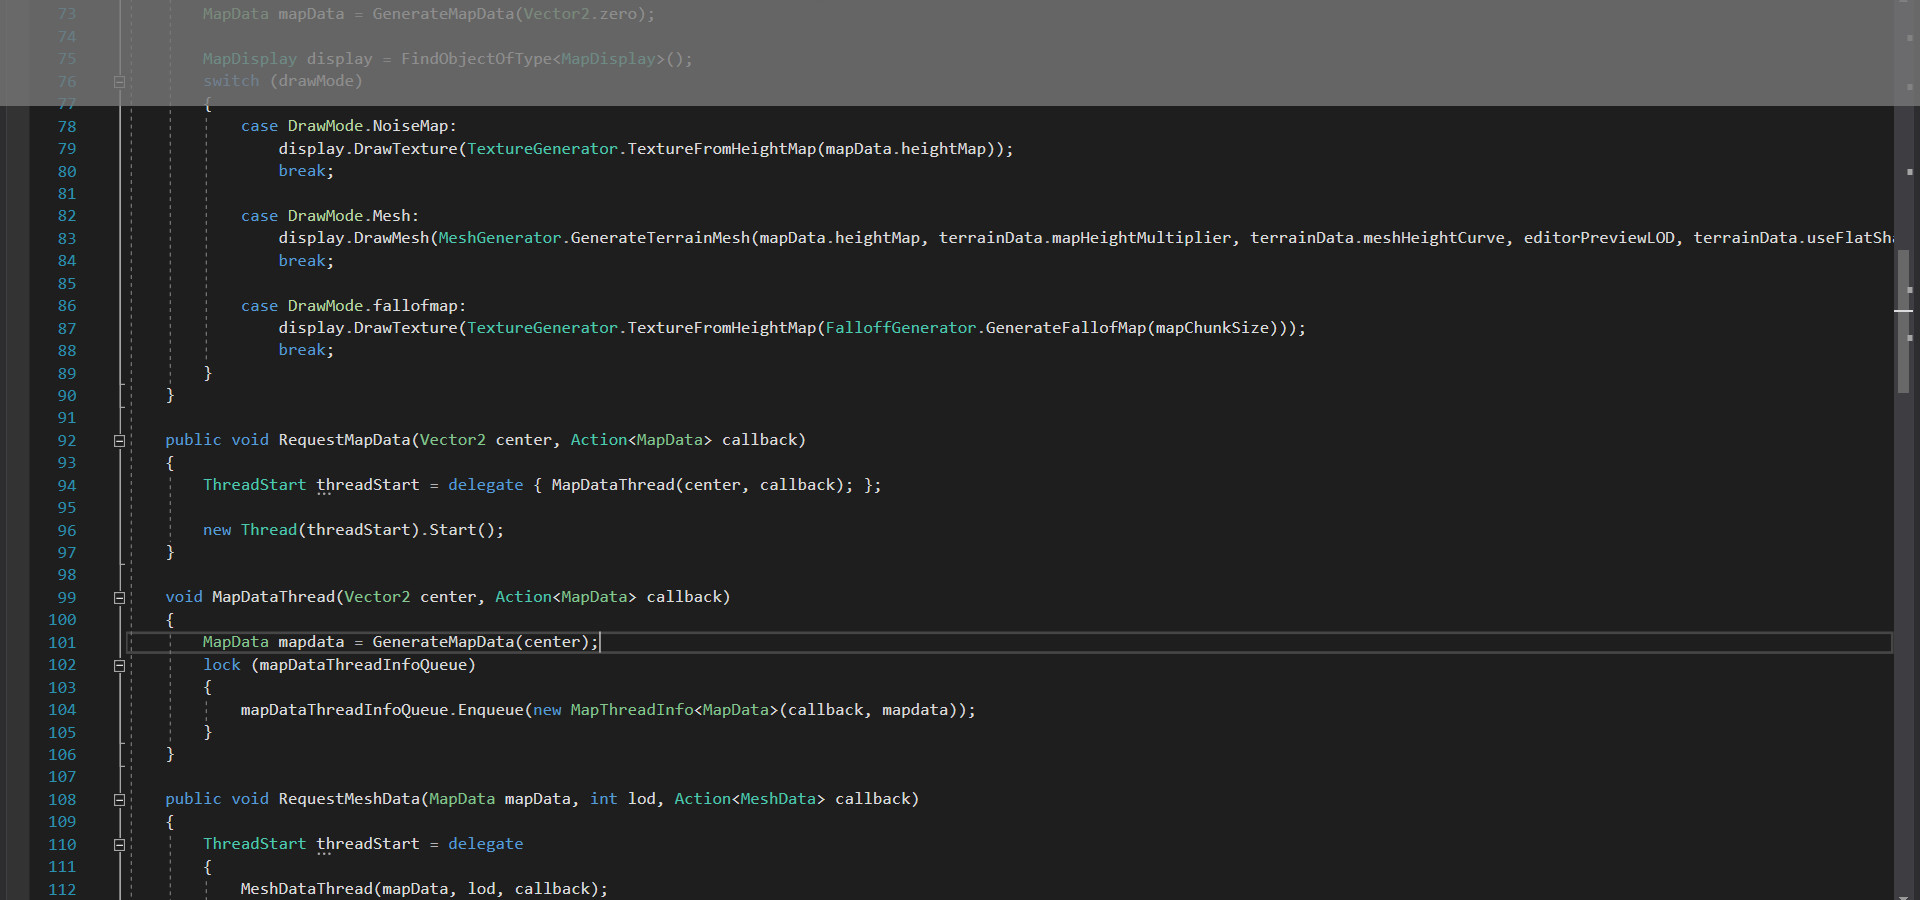 73 MapData mapData = GenerateMapData(Vector2.zero);
74
75 MapDisplay display = FindObjectOfType<MapDisplay>();
76 switch (drawMode)
77 {
78 case DrawMode.NoiseMap:
79 display.DrawTexture(TextureGenerator.TextureFromHeightMap(mapData.heightMap));
80 break;
81
82 case DrawMode.Mesh:
83 display.DrawMesh(MeshGenerator.GenerateTerrainMesh(mapData.heightMap, terrainData.mapHeightMultiplier, terrainData.meshHeightCurve, editorPreviewLOD, terrainData.useFlatSha
84 break;
85
86 case DrawMode.fallofmap:
87 display.DrawTexture(TextureGenerator.TextureFromHeightMap(FalloffGenerator.GenerateFallofMap(mapChunkSize)));
88 break;
89 }
90 }
91
92 public void RequestMapData(Vector2 center, Action<MapData> callback)
93 {
94 ThreadStart threadStart = delegate { MapDataThread(center, callback); };
95
96 new Thread(threadStart).Start();
97 }
98
99 void MapDataThread(Vector2 center, Action<MapData> callback)
100 {
101 MapData mapdata = GenerateMapData(center);
102 lock (mapDataThreadInfoQueue)
103 {
104 mapDataThreadInfoQueue.Enqueue(new MapThreadInfo<MapData>(callback, mapdata));
105 }
106 }
107
108 public void RequestMeshData(MapData mapData, int lod, Action<MeshData> callback)
109 {
110 ThreadStart threadStart = delegate
111 {
112 MeshDataThread(mapData, lod, callback);